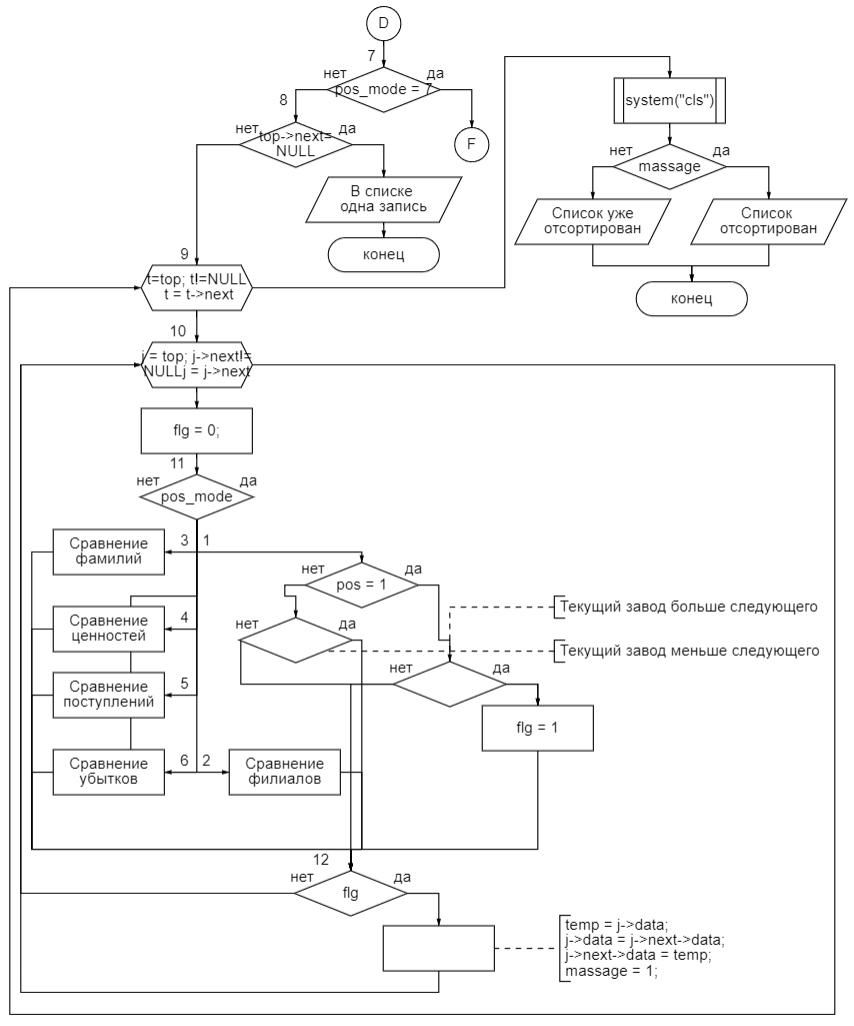 D
7
нет
да
pos_mode = 7
8
F
нет
да
top->next=
NULL
В списке
одна запись
конец
system("cls")
нет
да
massage
Список уже
отсортирован
Список
отсортирован
конец
9
t=top; t!=NULL
t = t->next
10
j = top; j->next!=
NULLj = j->next
flg = 0;
11
нет
да
pos_mode
3
1
Сравнение
фамилий
4
Сравнение
ценностей
5
Сравнение
поступлений
6
2
Сравнение
убытков
Сравнение
филиалов
нет
да
pos = 1
нет
да
Текущий завод больше следующего
Текущий завод меньше следующего
нет
да
flg = 1
12
нет
да
flg
temp = j->data;
j->data = j->next->data;
j->next->data = temp;
massage = 1;